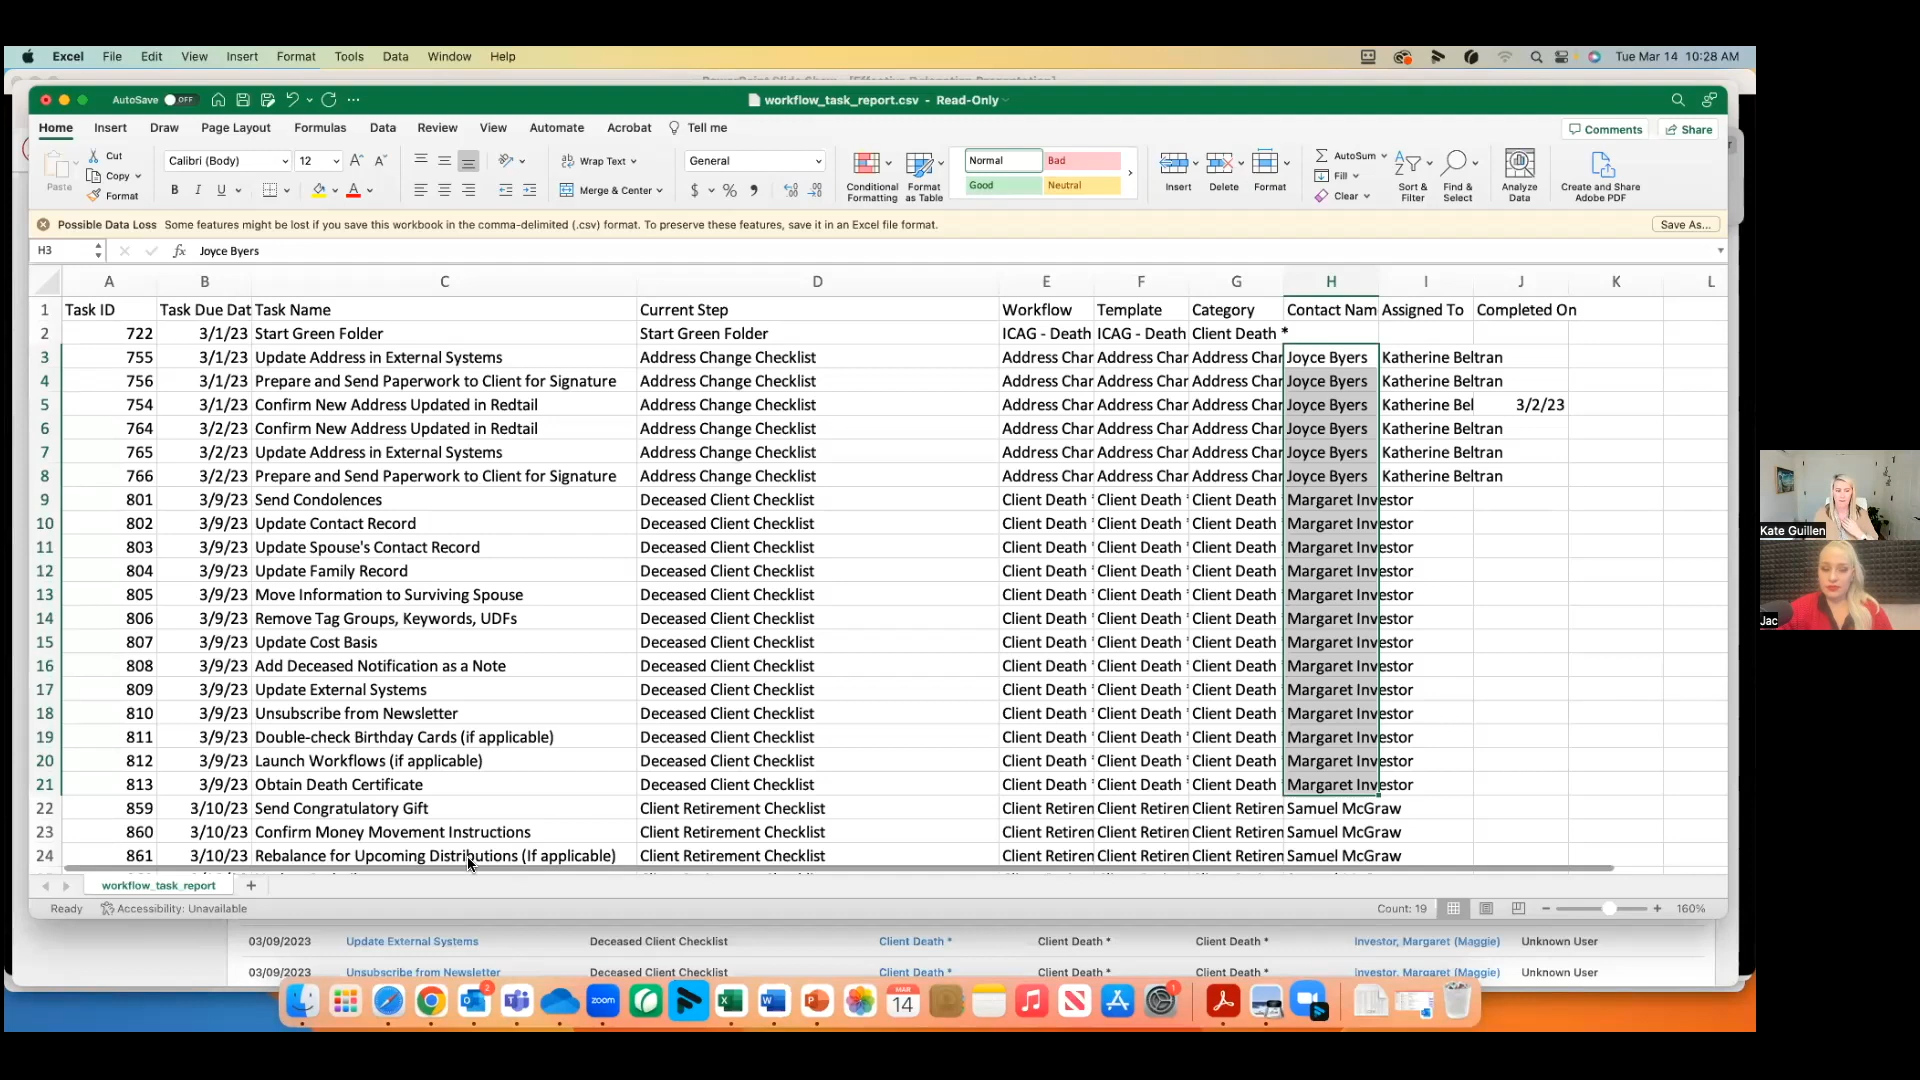 Excel File Edit View Insert Format Tools Data Window Help Tue Mar 14 10:28 AM
AutoSave OFF workflow_task_report.csv - Read-Only
Home Insert Draw Page Layout Formulas Data Review View Automate Acrobat Tell me Comments Share
Paste Cut Copy Format Calibri (Body) 12 Wrap Text Merge & Center General Conditional Formatting Format as Table Normal Bad Good Neutral Insert Delete Format AutoSum Fill Clear Sort & Filter Find & Select Analyze Data Create and Share Adobe PDF
Possible Data Loss Some features might be lost if you save this workbook in the comma-delimited (.csv) format. To preserve these features, save it in an Excel file format. Save As...
H3 fx Joyce Byers
A B C D E F G H I J K L
1 Task ID Task Due Dat Task Name Current Step Workflow Template Category Contact Nam Assigned To Completed On
2 722 3/1/23 Start Green Folder Start Green Folder ICAG - Death ICAG - Death Client Death *
3 755 3/1/23 Update Address in External Systems Address Change Checklist Address Char Address Char Address Char Joyce Byers Katherine Beltran
4 756 3/1/23 Prepare and Send Paperwork to Client for Signature Address Change Checklist Address Char Address Char Address Char Joyce Byers Katherine Beltran
5 754 3/1/23 Confirm New Address Updated in Redtail Address Change Checklist Address Char Address Char Address Char Joyce Byers Katherine Bel 3/2/23
6 764 3/2/23 Confirm New Address Updated in Redtail Address Change Checklist Address Char Address Char Address Char Joyce Byers Katherine Beltran
7 765 3/2/23 Update Address in External Systems Address Change Checklist Address Char Address Char Address Char Joyce Byers Katherine Beltran
8 766 3/2/23 Prepare and Send Paperwork to Client for Signature Address Change Checklist Address Char Address Char Address Char Joyce Byers Katherine Beltran
9 801 3/9/23 Send Condolences Deceased Client Checklist Client Death * Client Death * Client Death Margaret Investor
10 802 3/9/23 Update Contact Record Deceased Client Checklist Client Death * Client Death * Client Death Margaret Investor
11 803 3/9/23 Update Spouse's Contact Record Deceased Client Checklist Client Death * Client Death * Client Death Margaret Investor
12 804 3/9/23 Update Family Record Deceased Client Checklist Client Death * Client Death * Client Death Margaret Investor
13 805 3/9/23 Move Information to Surviving Spouse Deceased Client Checklist Client Death * Client Death * Client Death Margaret Investor
14 806 3/9/23 Remove Tag Groups, Keywords, UDFs Deceased Client Checklist Client Death * Client Death * Client Death Margaret Investor
15 807 3/9/23 Update Cost Basis Deceased Client Checklist Client Death * Client Death * Client Death Margaret Investor
16 808 3/9/23 Add Deceased Notification as a Note Deceased Client Checklist Client Death * Client Death * Client Death Margaret Investor
17 809 3/9/23 Update External Systems Deceased Client Checklist Client Death * Client Death * Client Death Margaret Investor
18 810 3/9/23 Unsubscribe from Newsletter Deceased Client Checklist Client Death * Client Death * Client Death Margaret Investor
19 811 3/9/23 Double-check Birthday Cards (if applicable) Deceased Client Checklist Client Death * Client Death * Client Death Margaret Investor
20 812 3/9/23 Launch Workflows (if applicable) Deceased Client Checklist Client Death * Client Death * Client Death Margaret Investor
21 813 3/9/23 Obtain Death Certificate Deceased Client Checklist Client Death * Client Death * Client Death Margaret Investor
22 859 3/10/23 Send Congratulatory Gift Client Retirement Checklist Client Retiren Client Retiren Client Retiren Samuel McGraw
23 860 3/10/23 Confirm Money Movement Instructions Client Retirement Checklist Client Retiren Client Retiren Client Retiren Samuel McGraw
24 861 3/10/23 Rebalance for Upcoming Distributions (If applicable) Client Retirement Checklist Client Retiren Client Retiren Client Retiren Samuel McGraw
workflow_task_report +
Ready Accessibility: Unavailable Count: 19 160%
03/09/2023 Update External Systems Deceased Client Checklist Client Death * Client Death * Client Death * Investor, Margaret (Maggie) Unknown User
03/09/2023 Unsubscribe from Newsletter Deceased Client Checklist Client Death * Client Death * Client Death * Investor, Margaret (Maggie) Unknown User
2 zoom MAR 14 1
Kate Guillen
Jac